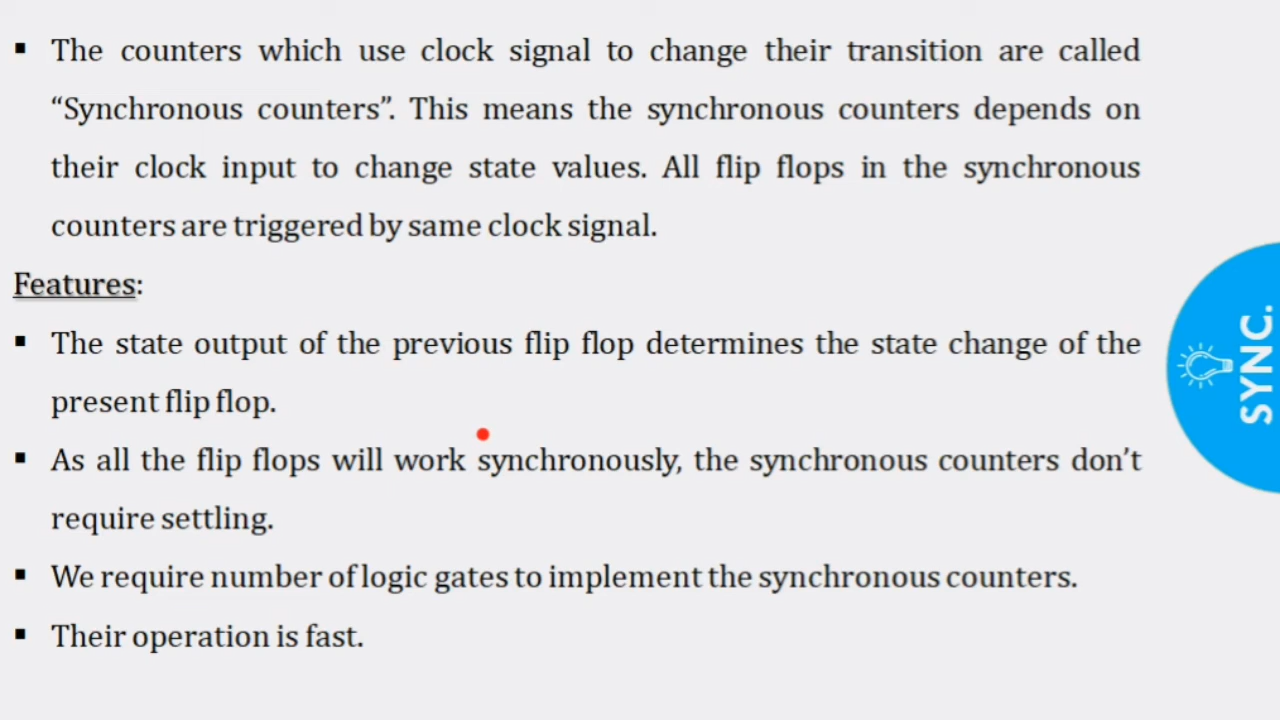 ▪ The counters which use clock signal to change their transition are called
“Synchronous counters”. This means the synchronous counters depends on
their clock input to change state values. All flip flops in the synchronous
counters are triggered by same clock signal.
Features:
▪ The state output of the previous flip flop determines the state change of the
present flip flop.
▪ As all the flip flops will work synchronously, the synchronous counters don’t
require settling.
▪ We require number of logic gates to implement the synchronous counters.
▪ Their operation is fast.
SYNC.